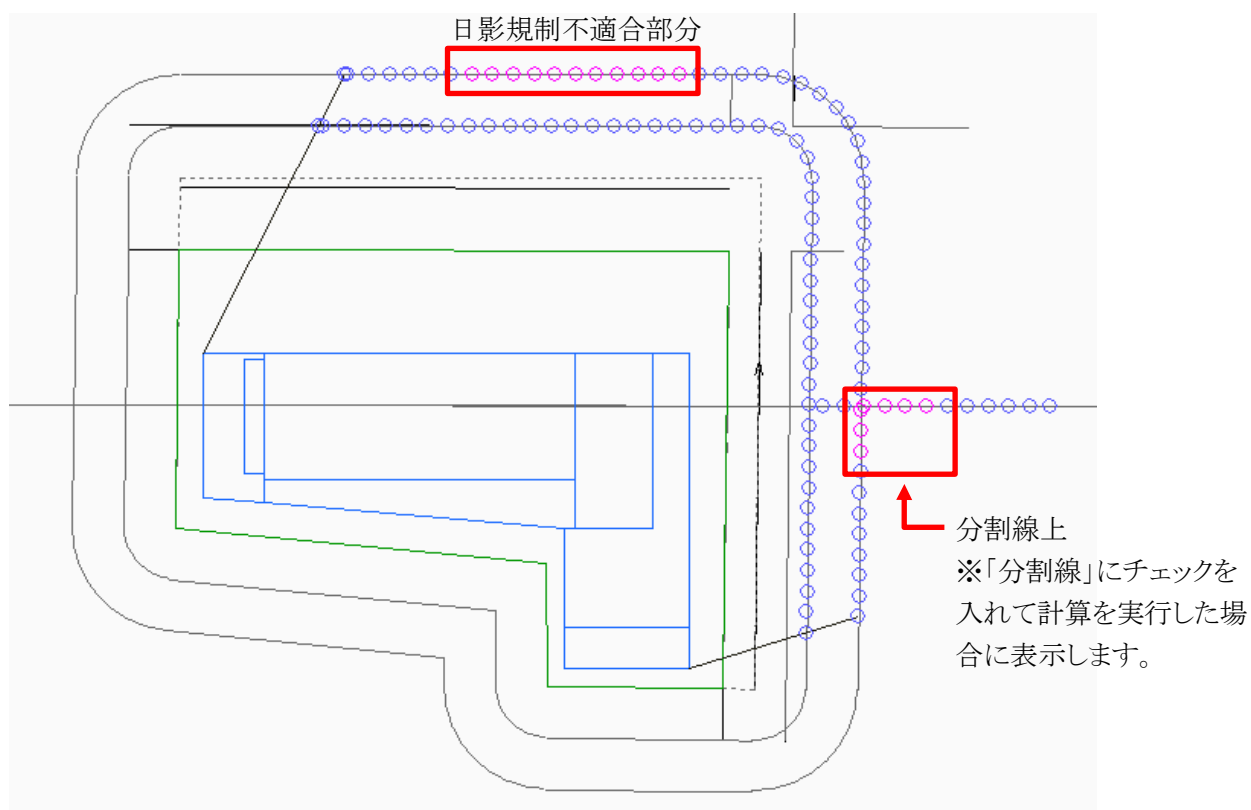 日影規制不適合部分
分割線上
※「分割線」にチェックを
入れて計算を実行した場
合に表示します。